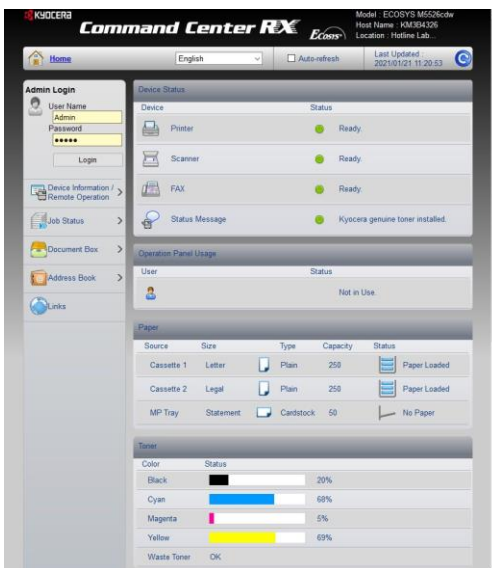 KYOCERA
Command Center RX
Ecosys
Model : ECOSYS M5526cdw
Host Name : KM3B4326
Location : Hotline Lab...
Home
English
Auto-refresh
Last Updated :
2021/01/21 11:20:53
Admin Login
User Name
Admin
Password
Login
Device Information /
Remote Operation
Job Status
Document Box
Address Book
Links
Device Status
Device Status
Printer Ready.
Scanner Ready.
FAX Ready.
Status Message Kyocera genuine toner installed.
Operation Panel Usage
User Status
Not in Use.
Paper
Source Size Type Capacity Status
Cassette 1 Letter Plain 250 Paper Loaded
Cassette 2 Legal Plain 250 Paper Loaded
MP Tray Statement Cardstock 50 No Paper
Toner
Color Status
Black 20%
Cyan 68%
Magenta 5%
Yellow 69%
Waste Toner OK